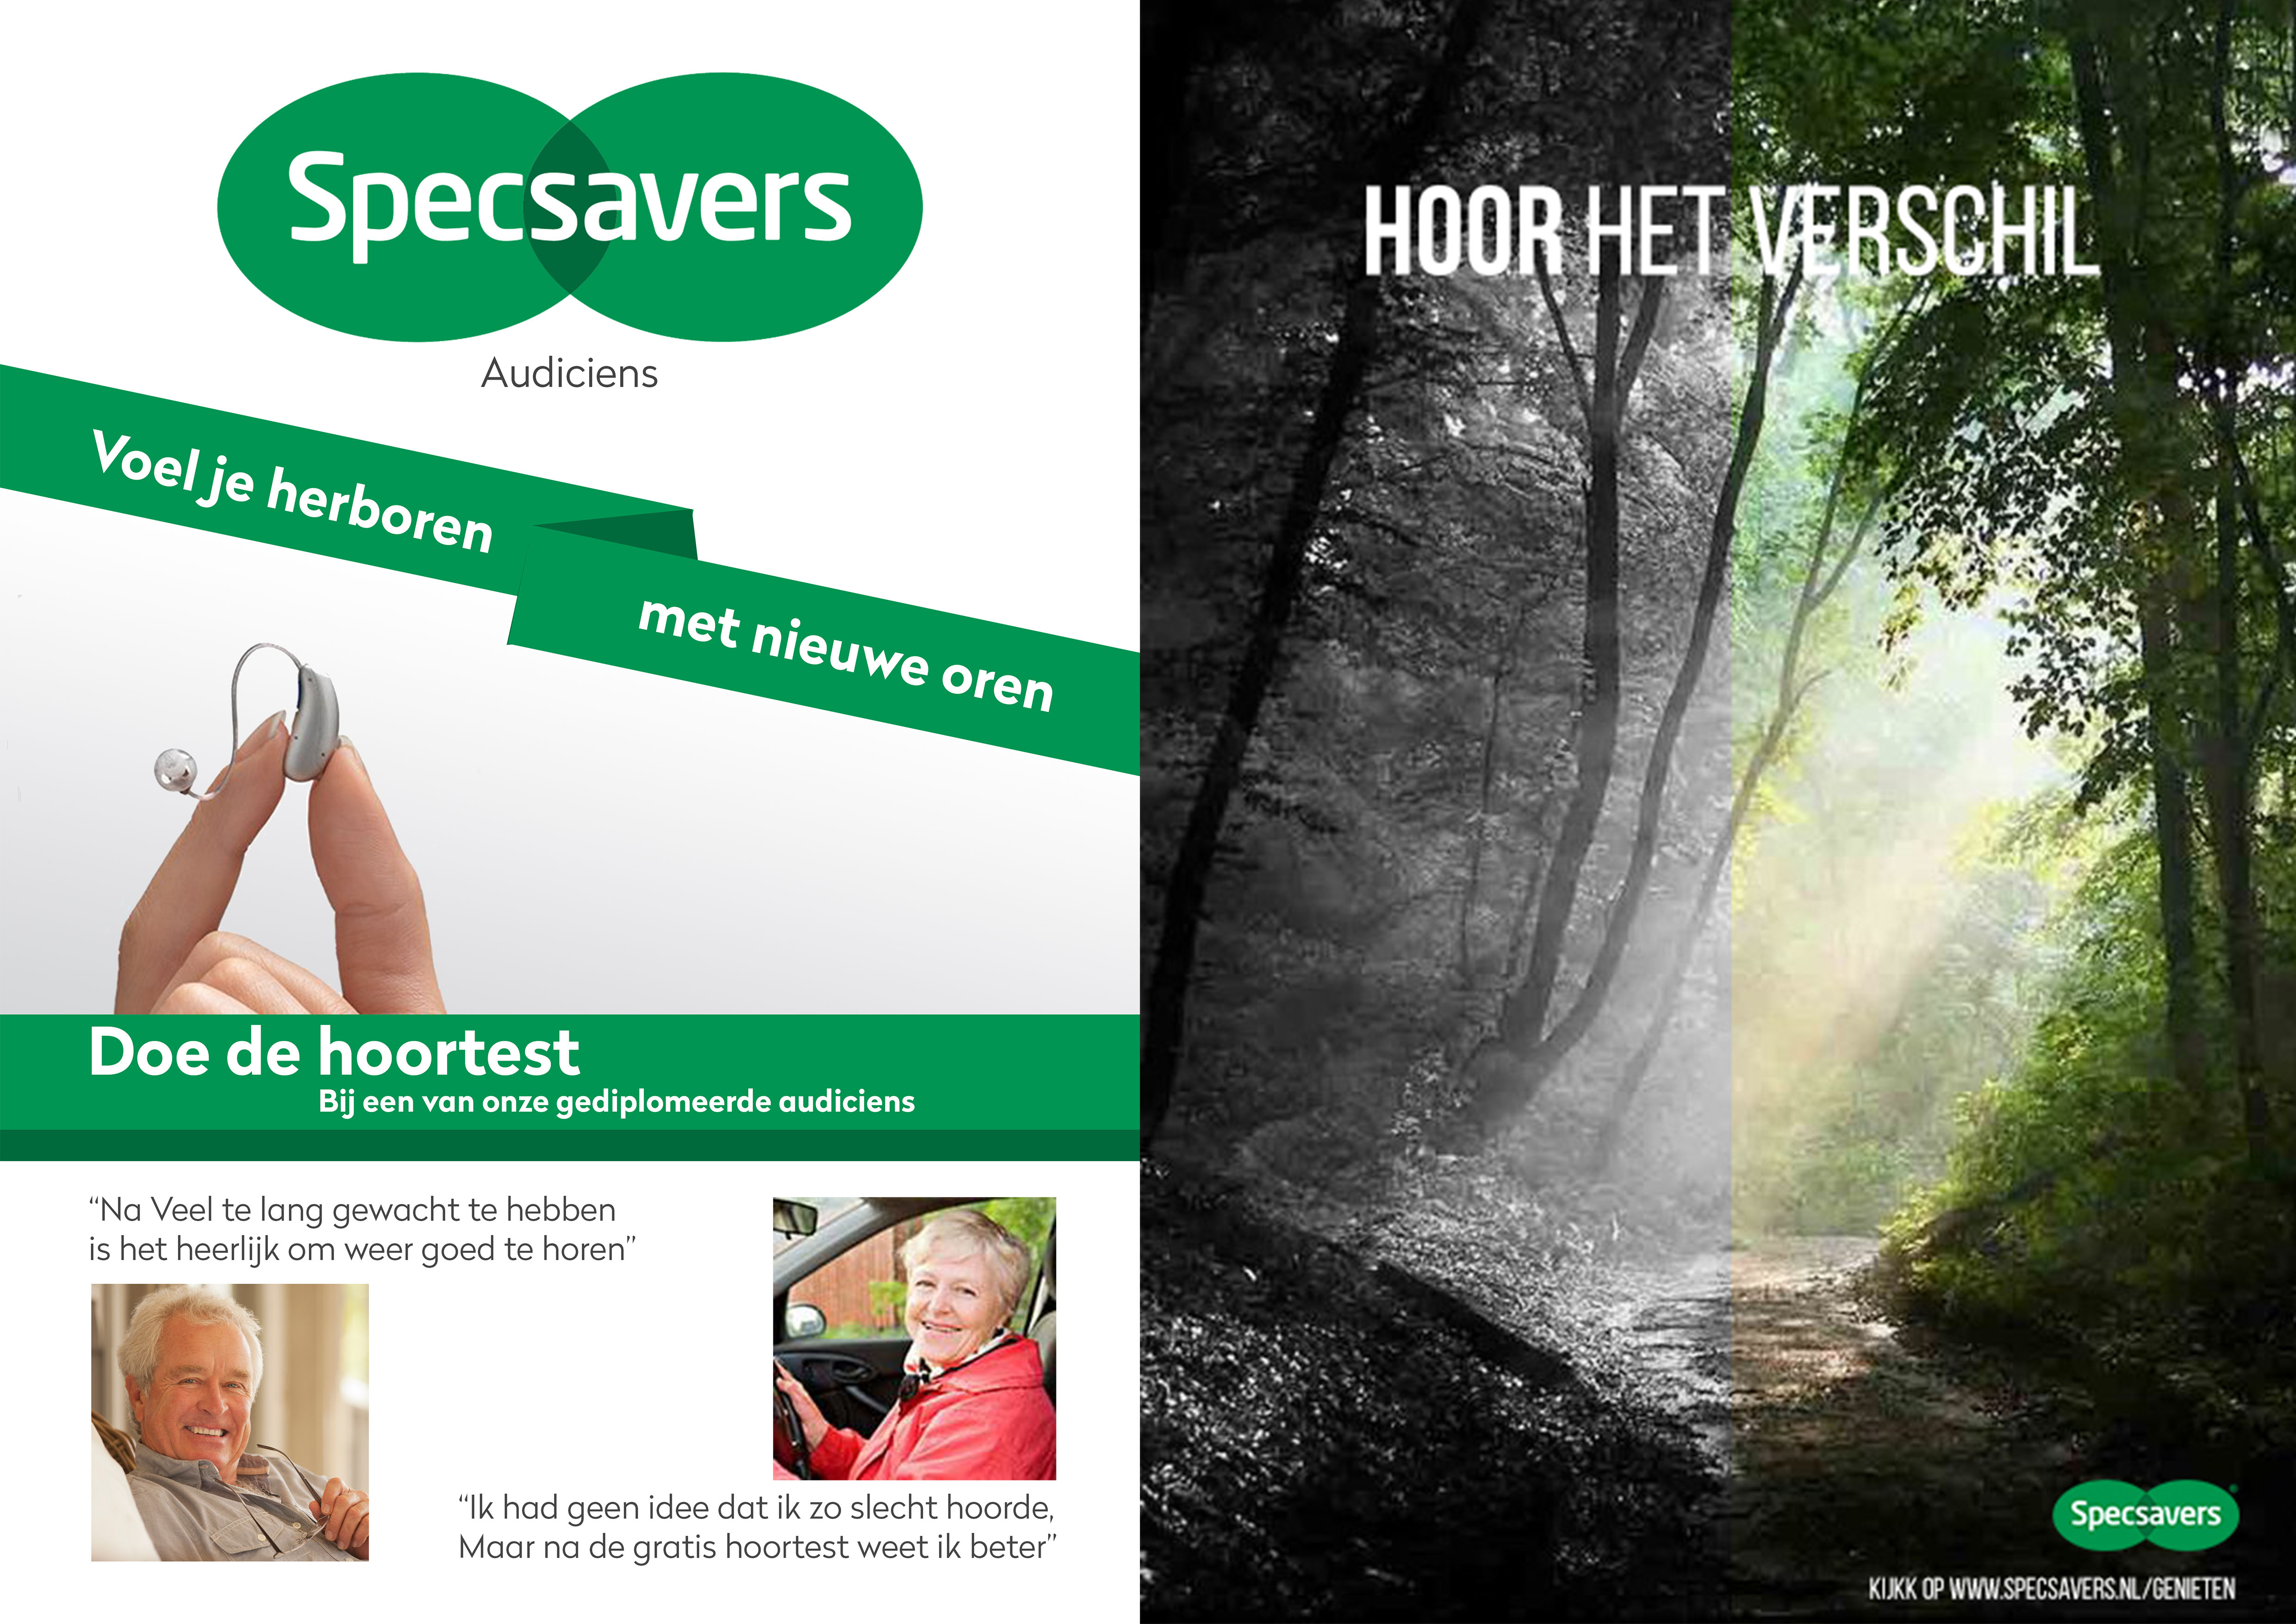 Specsavers
Audiciens
Voel je herboren
met nieuwe oren
Doe de hoortest
Bij een van onze gediplomeerde audiciens
“Na Veel te lang gewacht te hebben
is het heerlijk om weer goed te horen”
“Ik had geen idee dat ik zo slecht hoorde,
Maar na de gratis hoortest weet ik beter”
HOOR HET VERSCHIL
Specsavers
KIJKK OP WWW.SPECSAVERS.NL/GENIETEN